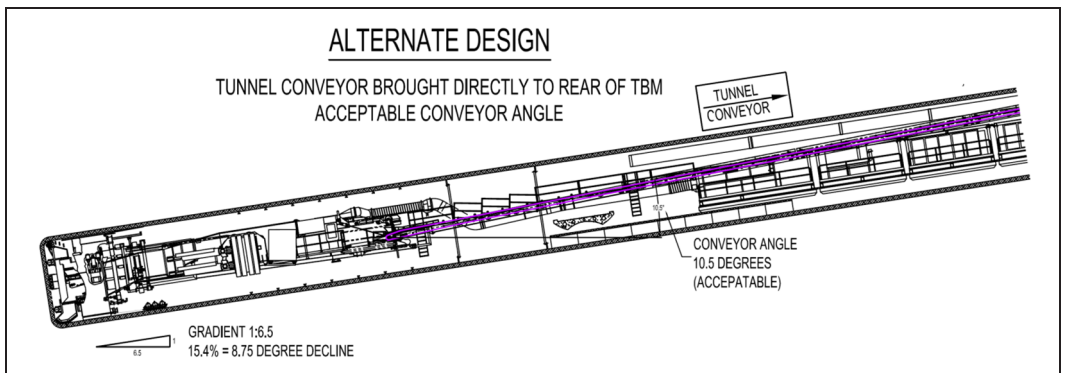 ALTERNATE DESIGN
TUNNEL CONVEYOR BROUGHT DIRECTLY TO REAR OF TBM
ACCEPTABLE CONVEYOR ANGLE
TUNNEL
CONVEYOR
10.5°
CONVEYOR ANGLE
10.5 DEGREES
(ACCEPATABLE)
GRADIENT 1:6.5
15.4% = 8.75 DEGREE DECLINE
1
6.5